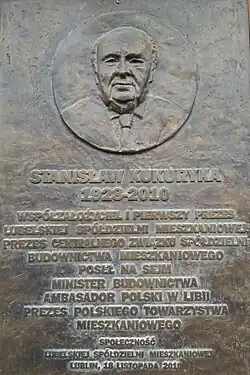 STANISŁAW KUKURYKA
1928-2010
WSPÓŁZAŁOŻYCIEL I PIERWSZY PREZES
LUBELSKIEJ SPÓŁDZIELNI MIESZKANIOWEJ
PREZES CENTRALNEGO ZWIĄZKU SPÓŁDZIELNI
BUDOWNICTWA MIESZKANIOWEGO
POSEŁ NA SEJM
MINISTER BUDOWNICTWA
AMBASADOR POLSKI W LIBII
PREZES POLSKIEGO TOWARZYSTWA
MIESZKANIOWEGO
SPOŁECZNOŚĆ
LUBELSKIEJ SPÓŁDZIELNI MIESZKANIOWEJ
LUBLIN, 18 LISTOPADA 2010